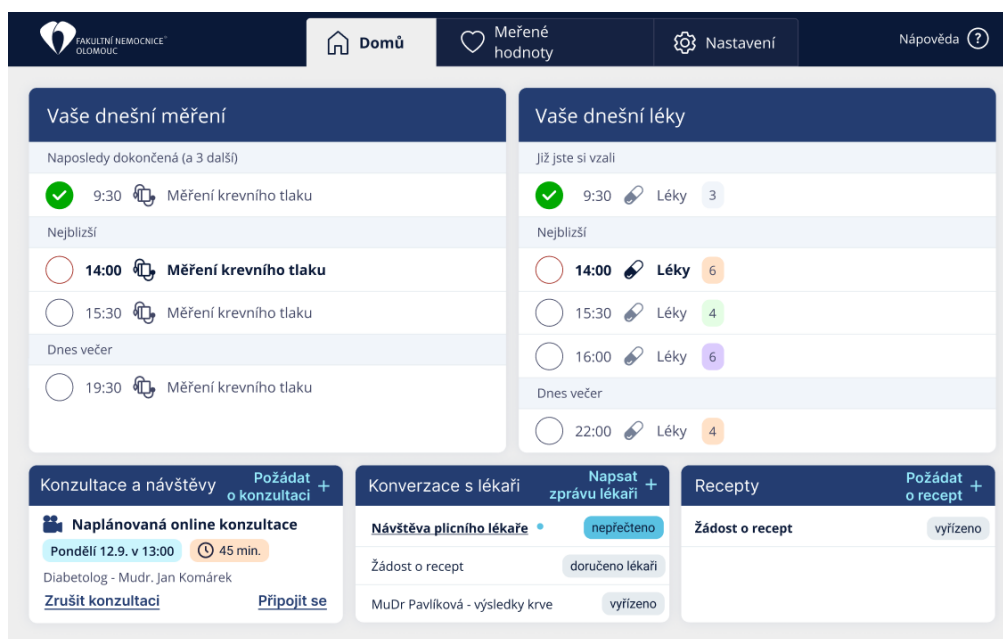 FAKULTNÍ NEMOCNICE
OLOMOUC
Domů
Meřené
hodnoty
Nastavení
Nápověda ?
Vaše dnešní měření
Naposledy dokončená (a 3 další)
9:30 Měření krevního tlaku
Nejblizší
14:00 Měření krevního tlaku
15:30 Měření krevního tlaku
Dnes večer
19:30 Měření krevního tlaku
Vaše dnešní léky
Již jste si vzali
9:30 Léky 3
Nejblizší
14:00 Léky 6
15:30 Léky 4
16:00 Léky 6
Dnes večer
22:00 Léky 4
Konzultace a návštěvy
Požádat
o konzultaci +
Naplánovaná online konzultace
Pondělí 12.9. v 13:00 45 min.
Diabetolog - Mudr. Jan Komárek
Zrušit konzultaci Připojit se
Konverzace s lékaři
Napsat
zprávu lékaři +
Návštěva plicního lékaře nepřečteno
Žádost o recept doručeno lékaři
MuDr Pavlíková - výsledky krve vyřízeno
Recepty
Požádat
o recept +
Žádost o recept vyřízeno